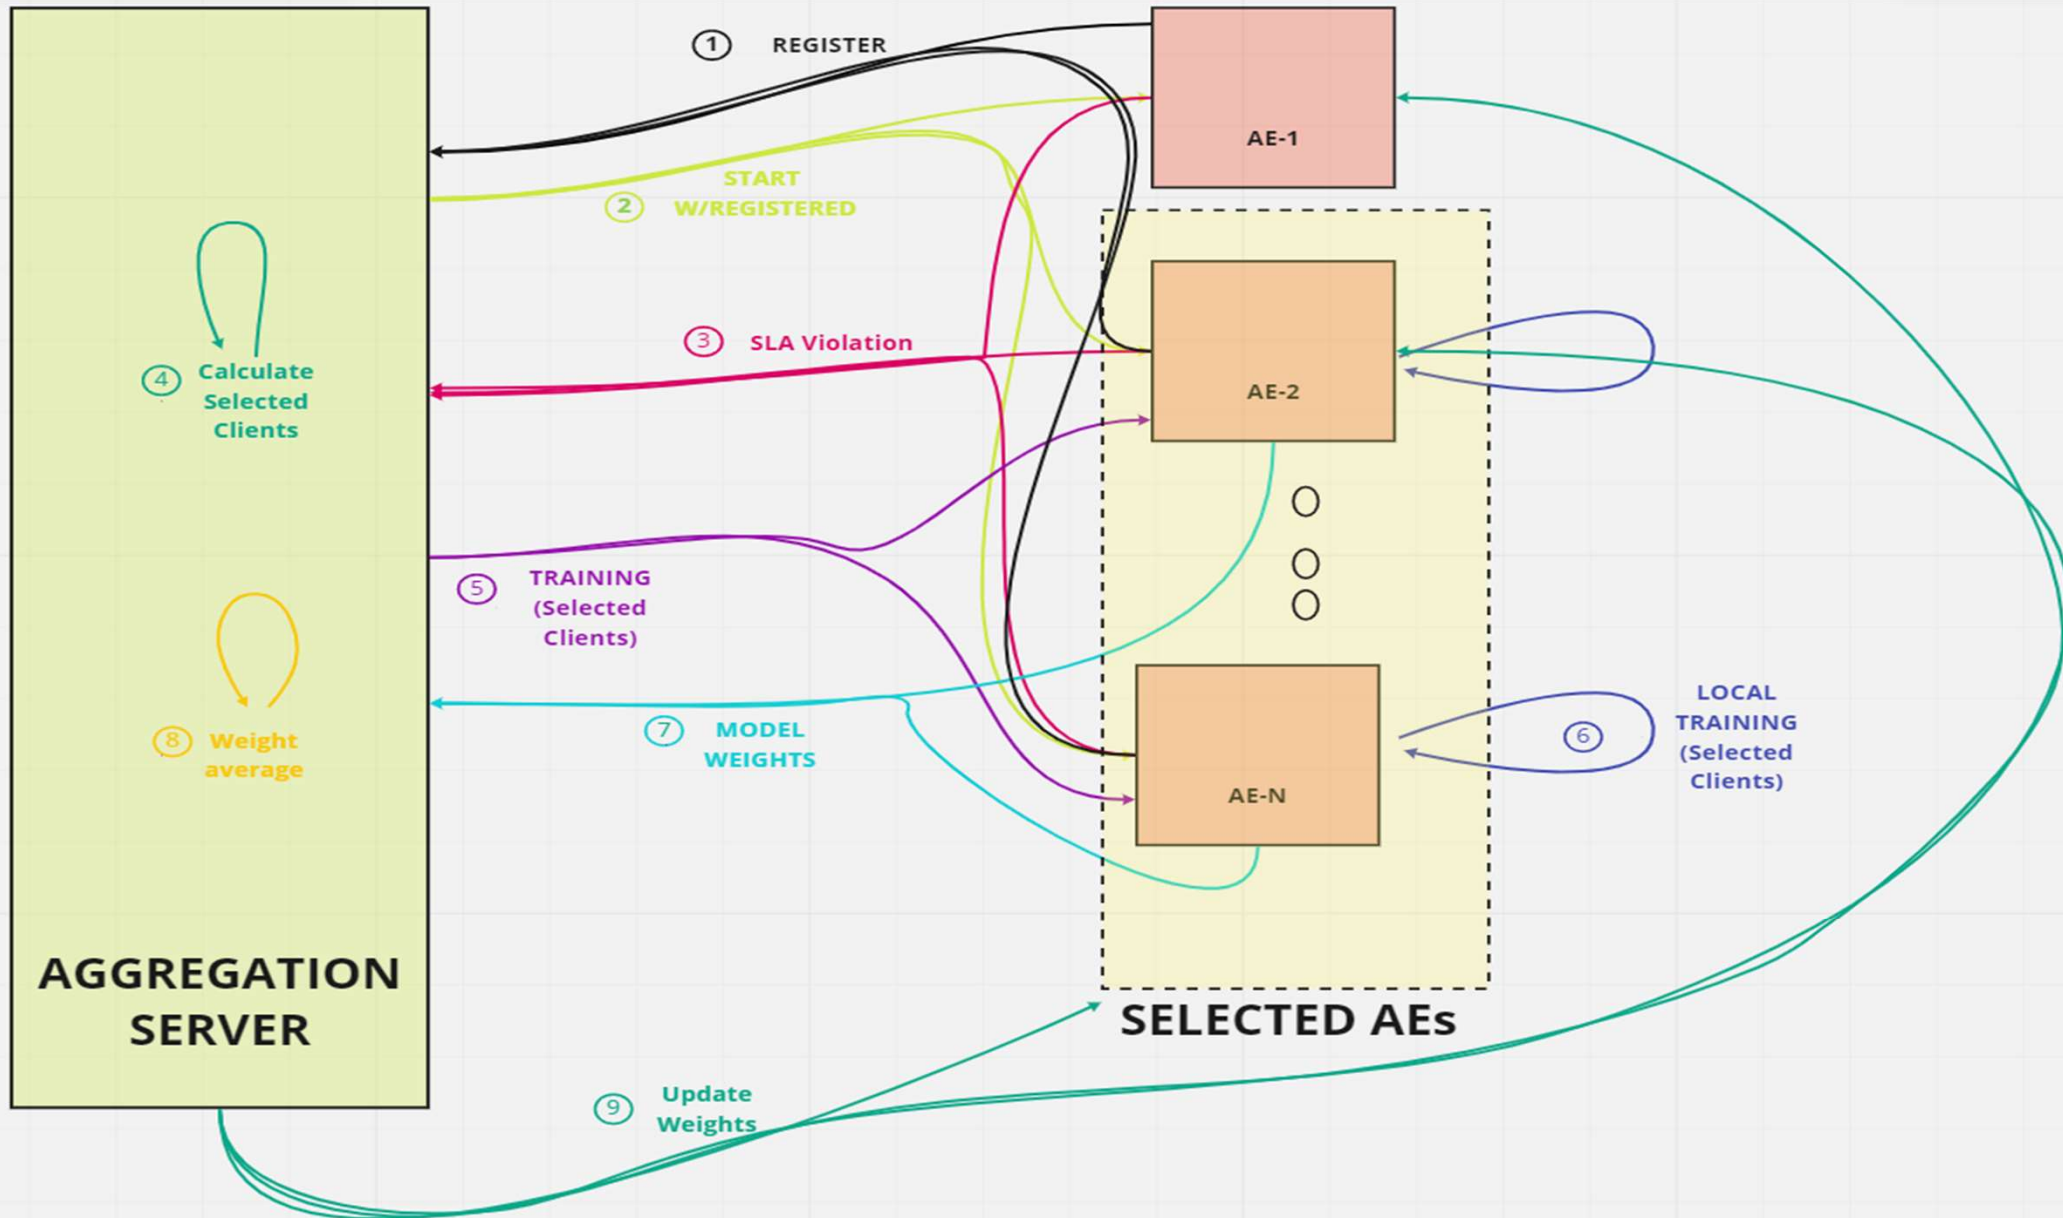 1 REGISTER
AE-1
START
2 W/REGISTERED
3 SLA Violation
AE-2
4 Calculate
Selected
Clients
5 TRAINING
(Selected
Clients)
LOCAL
6 TRAINING
(Selected
Clients)
7 MODEL
WEIGHTS
8 Weight
average
AE-N
AGGREGATION
SERVER
SELECTED AEs
9 Update
Weights